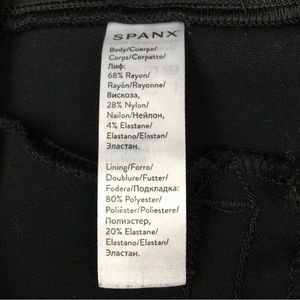 SPANX®
Body/Cuerpo/
Corps/Corpetto/
Лиф:
68% Rayon/
Rayón/Rayonne/
Вискоза,
28% Nylon/
Nailon/Нейлон,
4% Elastane/
Elastano/Elastan/
Эластан.
Lining/Forro/
Doublure/Futter/
Fodera/Подкладка:
80% Polyester/
Poliéster/Poliestere/
Полиэстер,
20% Elastane/
Elastano/Elastan/
Эластан.